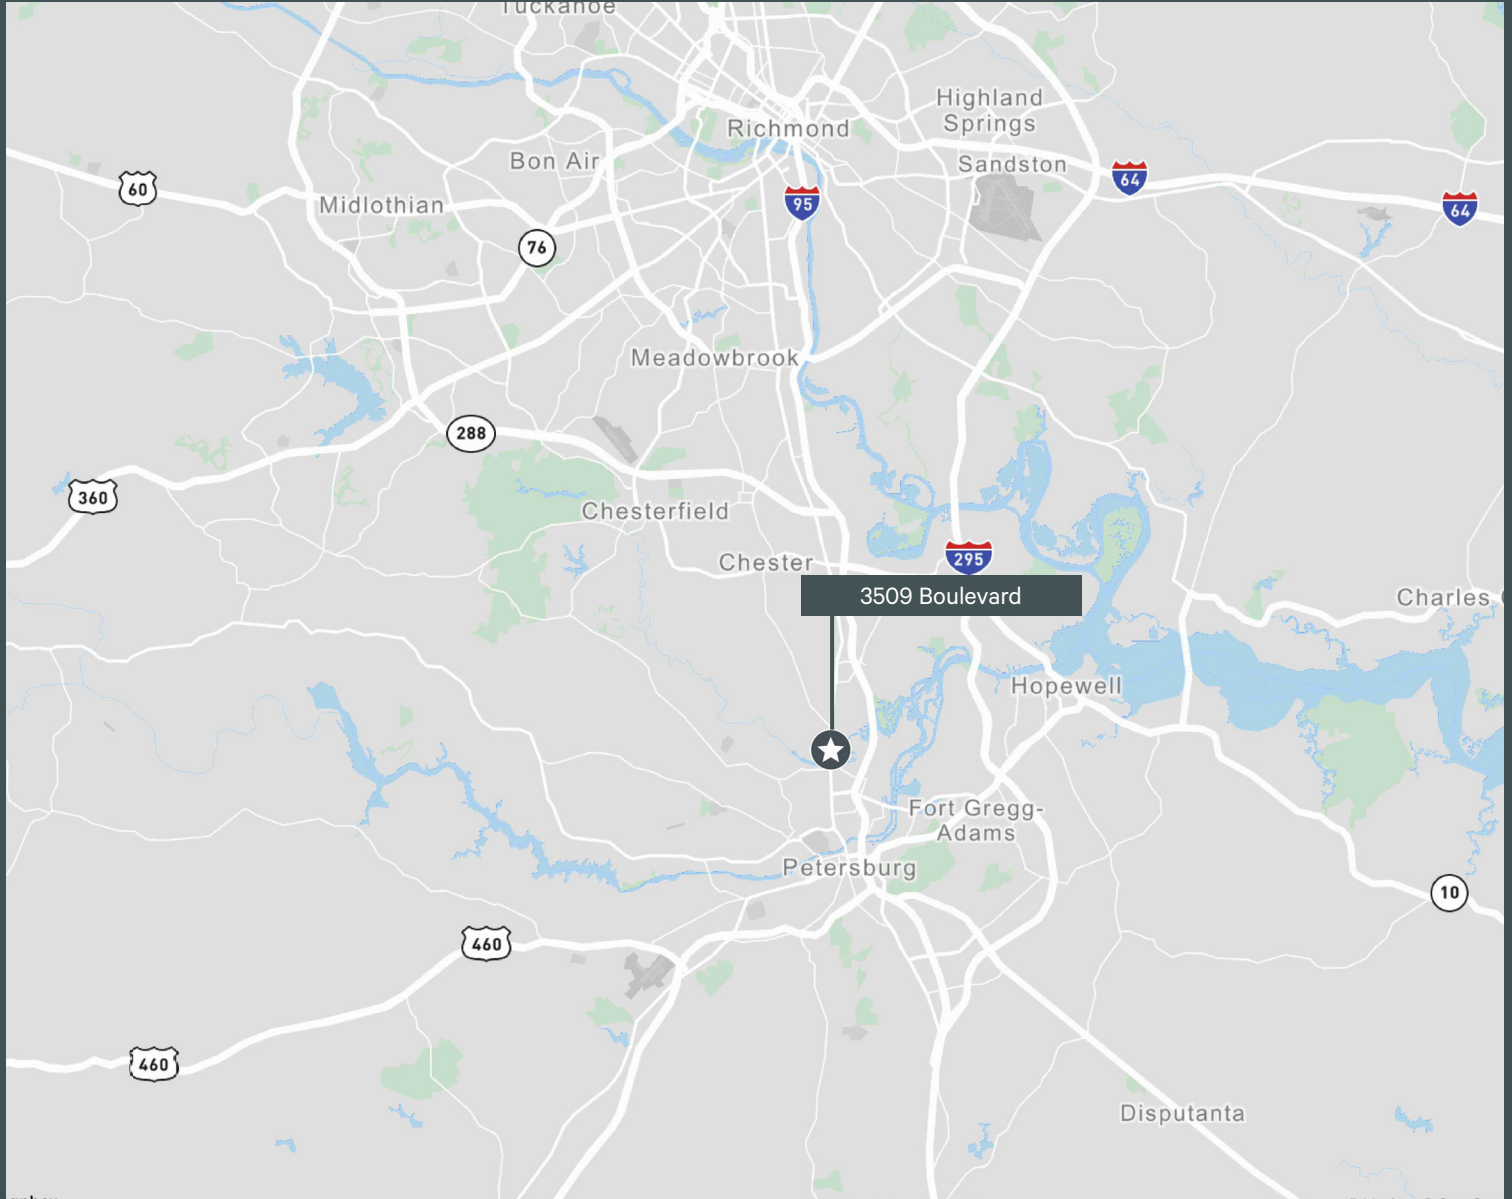 Tuckahoe
Highland
Springs
Richmond
Bon Air
Sandston
64
60
Midlothian
95
64
76
Meadowbrook
288
360
Chesterfield
Chester
295
3509 Boulevard
Charles
Hopewell
Fort Gregg-
Adams
Petersburg
10
460
460
Disputanta